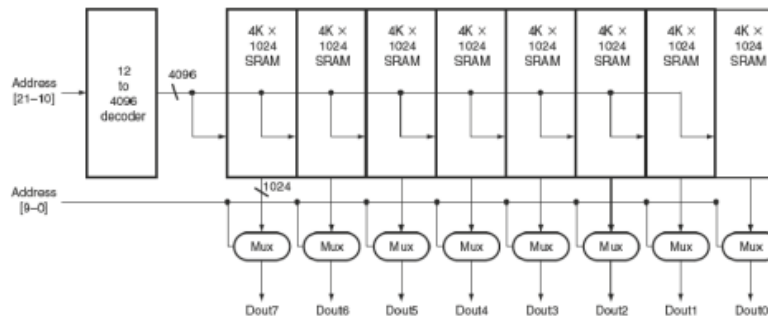 Address
[21–10]
12
to
4096
decoder
4096
4K ×
1024
SRAM
4K ×
1024
SRAM
4K ×
1024
SRAM
4K ×
1024
SRAM
4K ×
1024
SRAM
4K ×
1024
SRAM
4K ×
1024
SRAM
4K ×
1024
SRAM
1024
Address
[9–0]
Mux
Mux
Mux
Mux
Mux
Mux
Mux
Mux
Dout7
Dout6
Dout5
Dout4
Dout3
Dout2
Dout1
Dout0